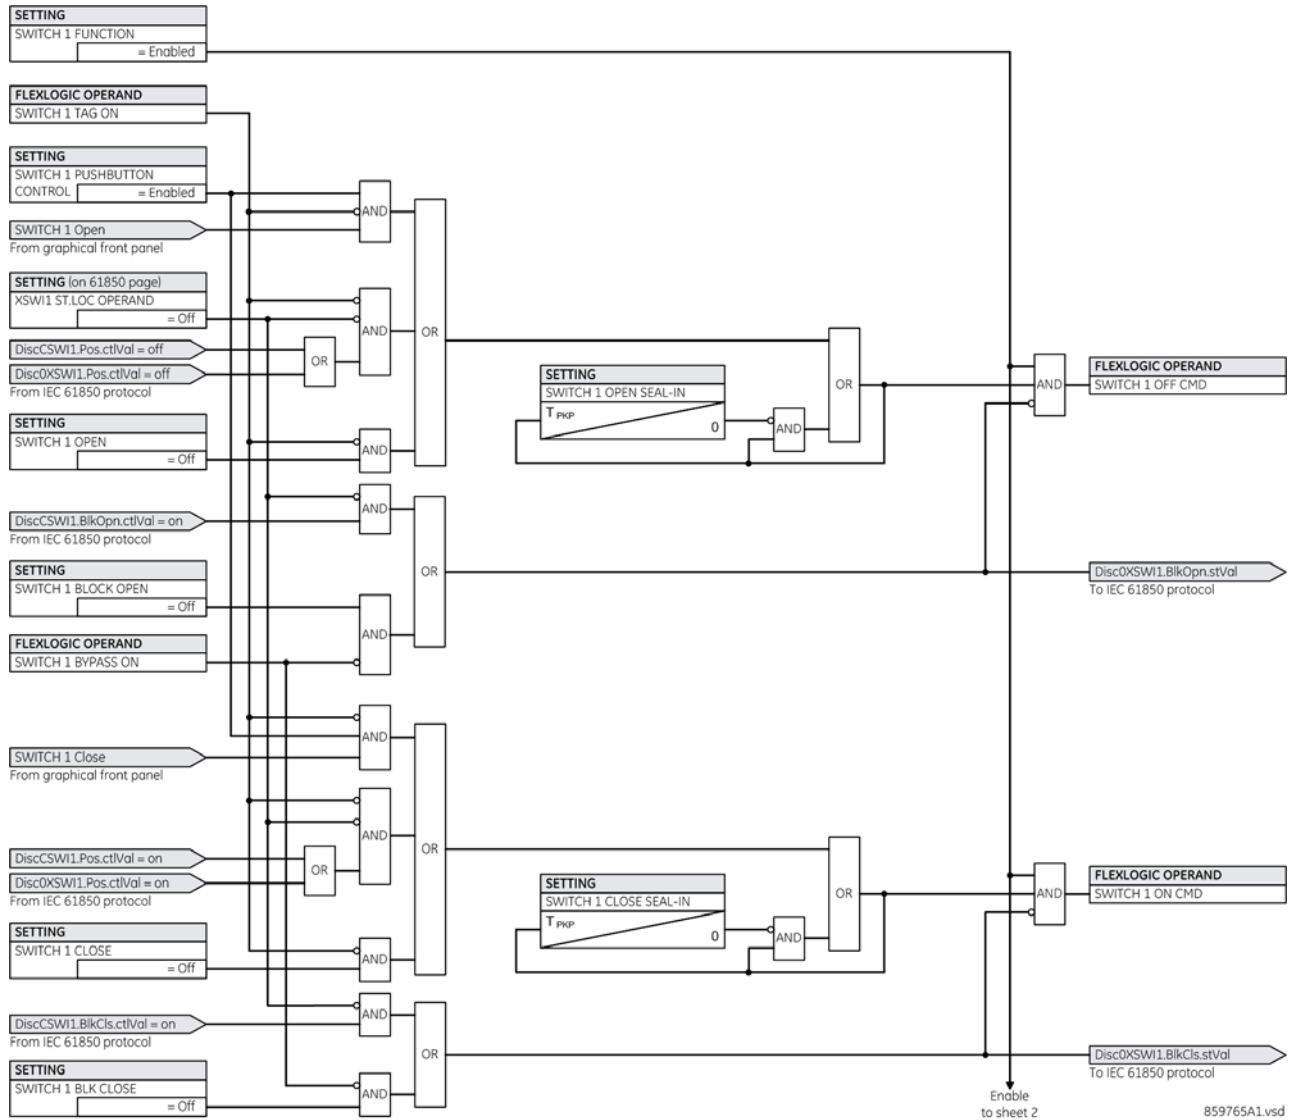 SETTING
SWITCH 1 FUNCTION
= Enabled
FLEXLOGIC OPERAND
SWITCH 1 TAG ON
SETTING
SWITCH 1 PUSHBUTTON
CONTROL = Enabled
AND
SWITCH 1 Open
From graphical front panel
SETTING (on 61850 page)
XSWI1 ST.LOC OPERAND
= Off
AND
OR
DiscCSWI1.Pos.ctlVal = off
OR
Disc0XSWI1.Pos.ctlVal = off
From IEC 61850 protocol
SETTING
SWITCH 1 OPEN SEAL-IN
T PKP
0
AND
OR
AND
FLEXLOGIC OPERAND
SWITCH 1 OFF CMD
SETTING
SWITCH 1 OPEN
= Off
AND
DiscCSWI1.BlkOpn.ctlVal = on
From IEC 61850 protocol
AND
OR
Disc0XSWI1.BlkOpn.stVal
To IEC 61850 protocol
SETTING
SWITCH 1 BLOCK OPEN
= Off
AND
FLEXLOGIC OPERAND
SWITCH 1 BYPASS ON
AND
SWITCH 1 Close
From graphical front panel
AND
OR
DiscCSWI1.Pos.ctlVal = on
OR
Disc0XSWI1.Pos.ctlVal = on
From IEC 61850 protocol
SETTING
SWITCH 1 CLOSE SEAL-IN
T PKP
0
AND
OR
AND
FLEXLOGIC OPERAND
SWITCH 1 ON CMD
SETTING
SWITCH 1 CLOSE
= Off
AND
DiscCSWI1.BlkCls.ctlVal = on
From IEC 61850 protocol
AND
OR
Disc0XSWI1.BlkCls.stVal
To IEC 61850 protocol
SETTING
SWITCH 1 BLK CLOSE
= Off
AND
Enable
to sheet 2
859765A1.vsd